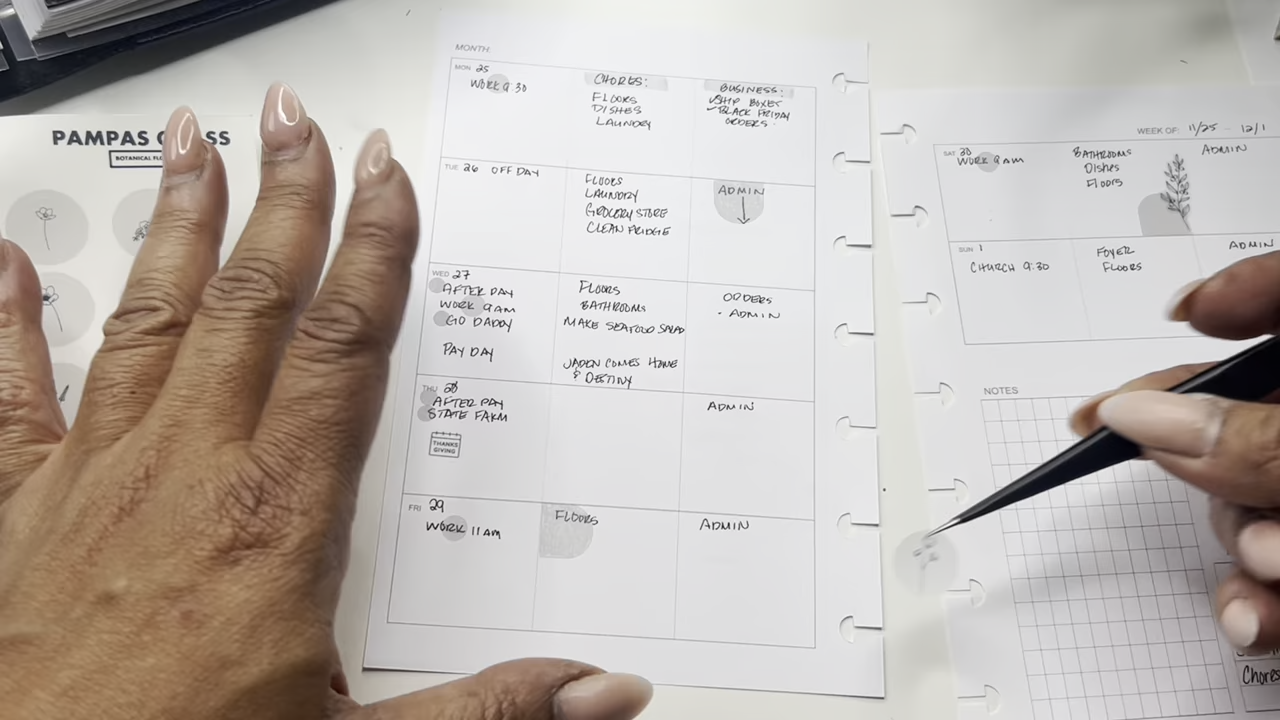 PAMPAS G ASS
MONTH:
MON 25
WORK 9:30
CHORES:
FLOORS
DISHES
LAUNDRY
BUSINESS:
SHIP BOXES
BLACK FRIDAY
ORDERS
TUE 26 OFF DAY
FLOORS
LAUNDRY
GROCERY STORE
CLEAN FRIDGE
ADMIN
WED 27
AFTER DAY
WORK 9AM
GO DADDY
PAY DAY
FLOORS
BATHROOMS
MAKE SEAFOOD SALAD
JADEN COMES HOME
& DESTINY
ORDERS
· ADMIN
THU 28
AFTER PAY
STATE FARM
THANKS
GIVING
ADMIN
FRI 29
WORK 11 AM
FLOORS
ADMIN
WEEK OF: 11/25 - 12/1
SAT 30
WORK 9AM
BATHROOMS
DISHES
FLOORS
ADMIN
SUN 1
CHURCH 9:30
FOYER
FLOORS
ADMIN
NOTES
Chores